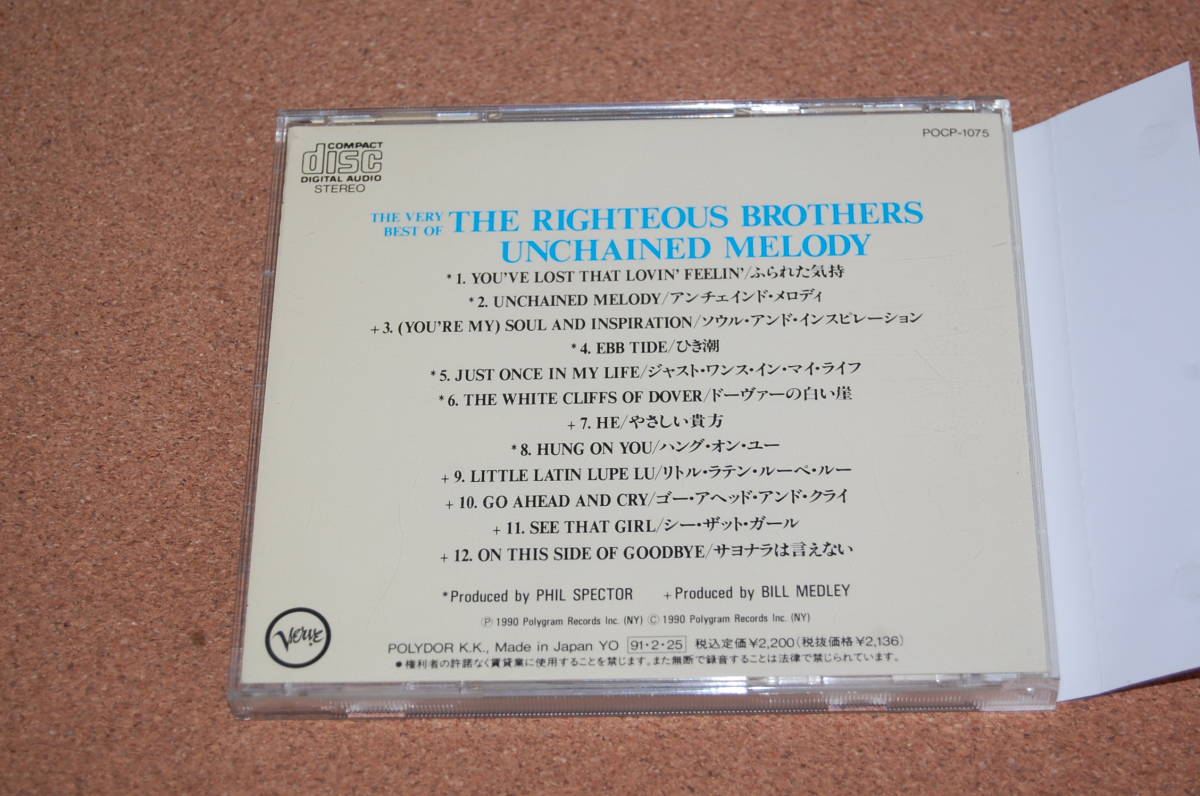 COMPACT
disc
DIGITAL AUDIO
STEREO
POCP-1075
THE VERY BEST OF THE RIGHTEOUS BROTHERS
UNCHAINED MELODY
*1. YOU'VE LOST THAT LOVIN' FEELIN'/ふられた気持
*2. UNCHAINED MELODY/アンチェインド・メロディ
+3. (YOU'RE MY) SOUL AND INSPIRATION/ソウル・アンド・インスピレーション
*4. EBB TIDE/ひき潮
*5. JUST ONCE IN MY LIFE/ジャスト・ワンス・イン・マイ・ライフ
*6. THE WHITE CLIFFS OF DOVER/ドーヴァーの白い崖
+7. HE/やさしい貴方
*8. HUNG ON YOU/ハング・オン・ユー
+9. LITTLE LATIN LUPE LU/リトル・ラテン・ルーペ・ルー
+10. GO AHEAD AND CRY/ゴー・アヘッド・アンド・クライ
+11. SEE THAT GIRL/シー・ザット・ガール
+12. ON THIS SIDE OF GOODBYE/サヨナラは言えない
*Produced by PHIL SPECTOR +Produced by BILL MEDLEY
Ⓟ 1990 Polygram Records Inc. (NY) Ⓒ 1990 Polygram Records Inc. (NY)
Verve
POLYDOR K.K., Made in Japan YO 91・2・25 税込定価¥2,200(税抜価格¥2,136)
●権利者の許諾なく賃貸業に使用することを禁じます。また無断で録音することは法律で禁じられています。